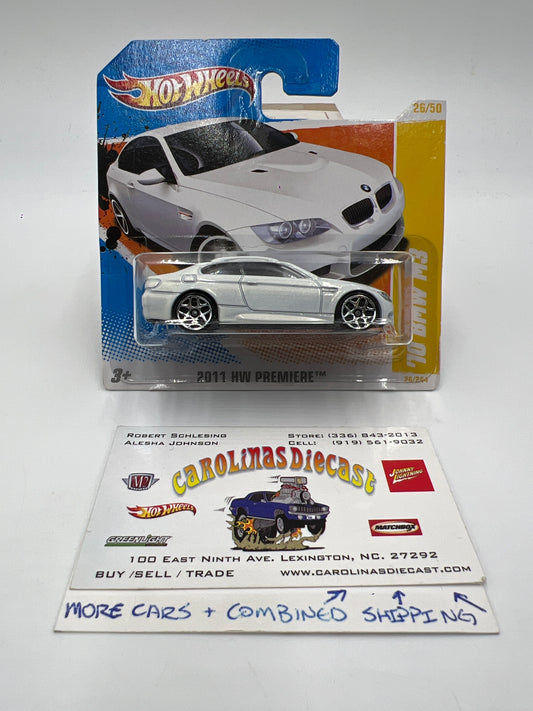 Hot Wheels
26/50
'10 BMW M3
3+
2011 HW PREMIERE™
ROBERT SCHLESING STORE: (336) 843-2013
ALESHA JOHNSON CELL: (919) 561-9032
CAROLINAS DIECAST
M2
JOHNNY LIGHTNING
HOT WHEELS
GREENLIGHT
MATCHBOX
100 EAST NINTH AVE. LEXINGTON, NC. 27292
BUY /SELL / TRADE WWW.CAROLINASDIECAST.COM
MORE CARS + COMBINED SHIPPING